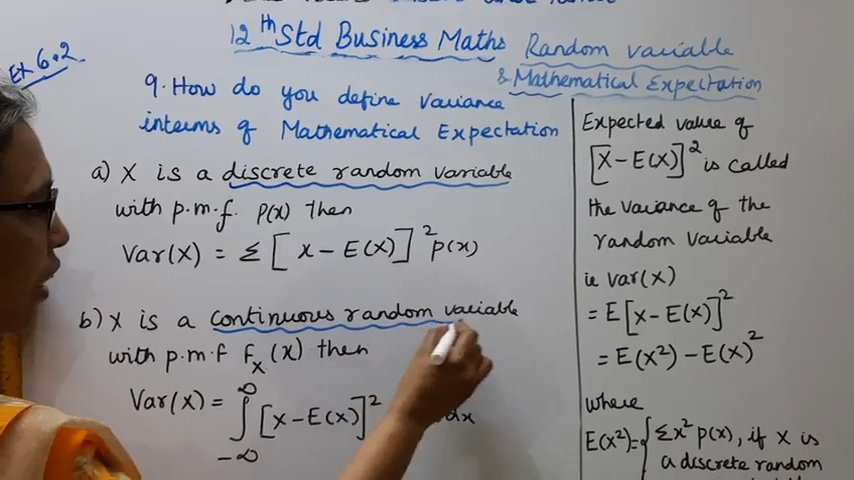 12th Std Business Maths Random variable
& Mathematical Expectation
Ex 6.2
9. How do you define Variance
interms of Mathematical Expectation
a) X is a discrete random variable
with p.m.f. p(x) then
Var(X) = Σ [x - E(X)]² p(x)
b) X is a continuous random variable
with p.m.f F_X(x) then
Var(X) = ∫_{-∞}^{∞} [x - E(x)]² dx
Expected value of
[X - E(X)]² is called
the variance of the
random variable
ie var(X)
= E[x - E(x)]²
= E(x²) - E(x)²
where
E(x²) = { Σx² p(x), if X is
a discrete random